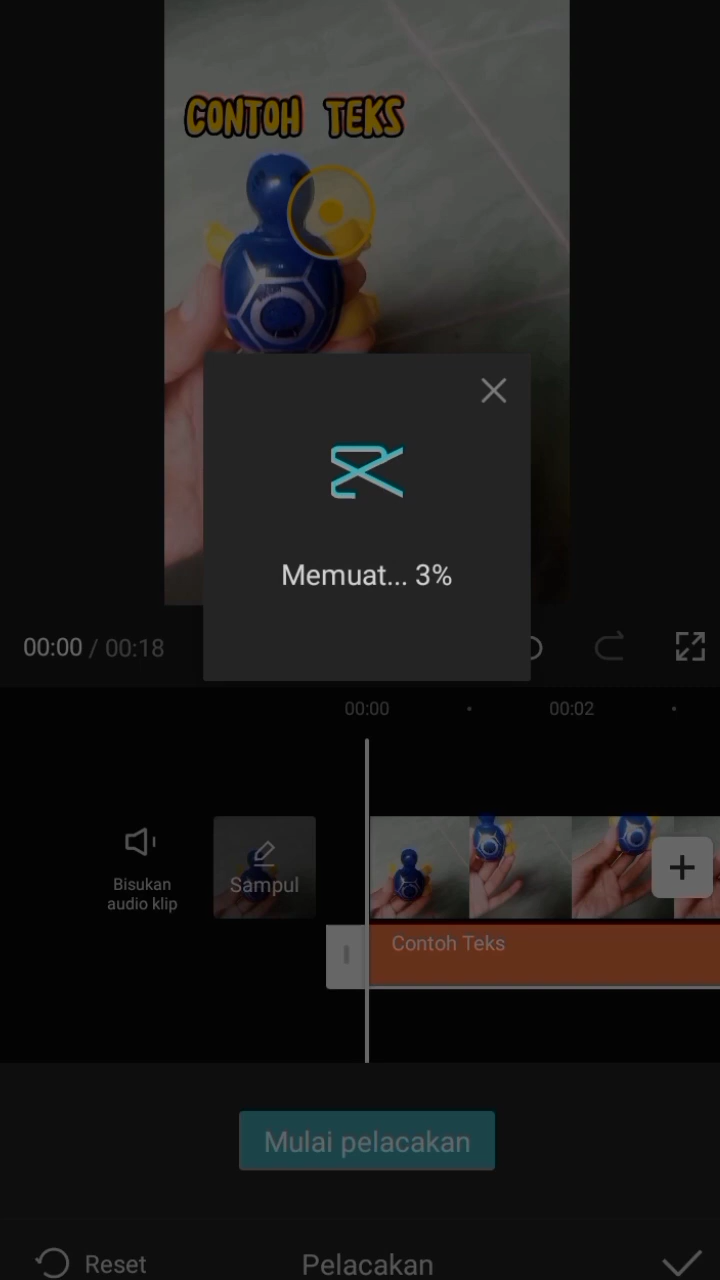 CONTOH TEKS
Memuat... 3%
00:00 / 00:18
00:00
00:02
Bisukan
audio klip
Sampul
Contoh Teks
Mulai pelacakan
Reset
Pelacakan